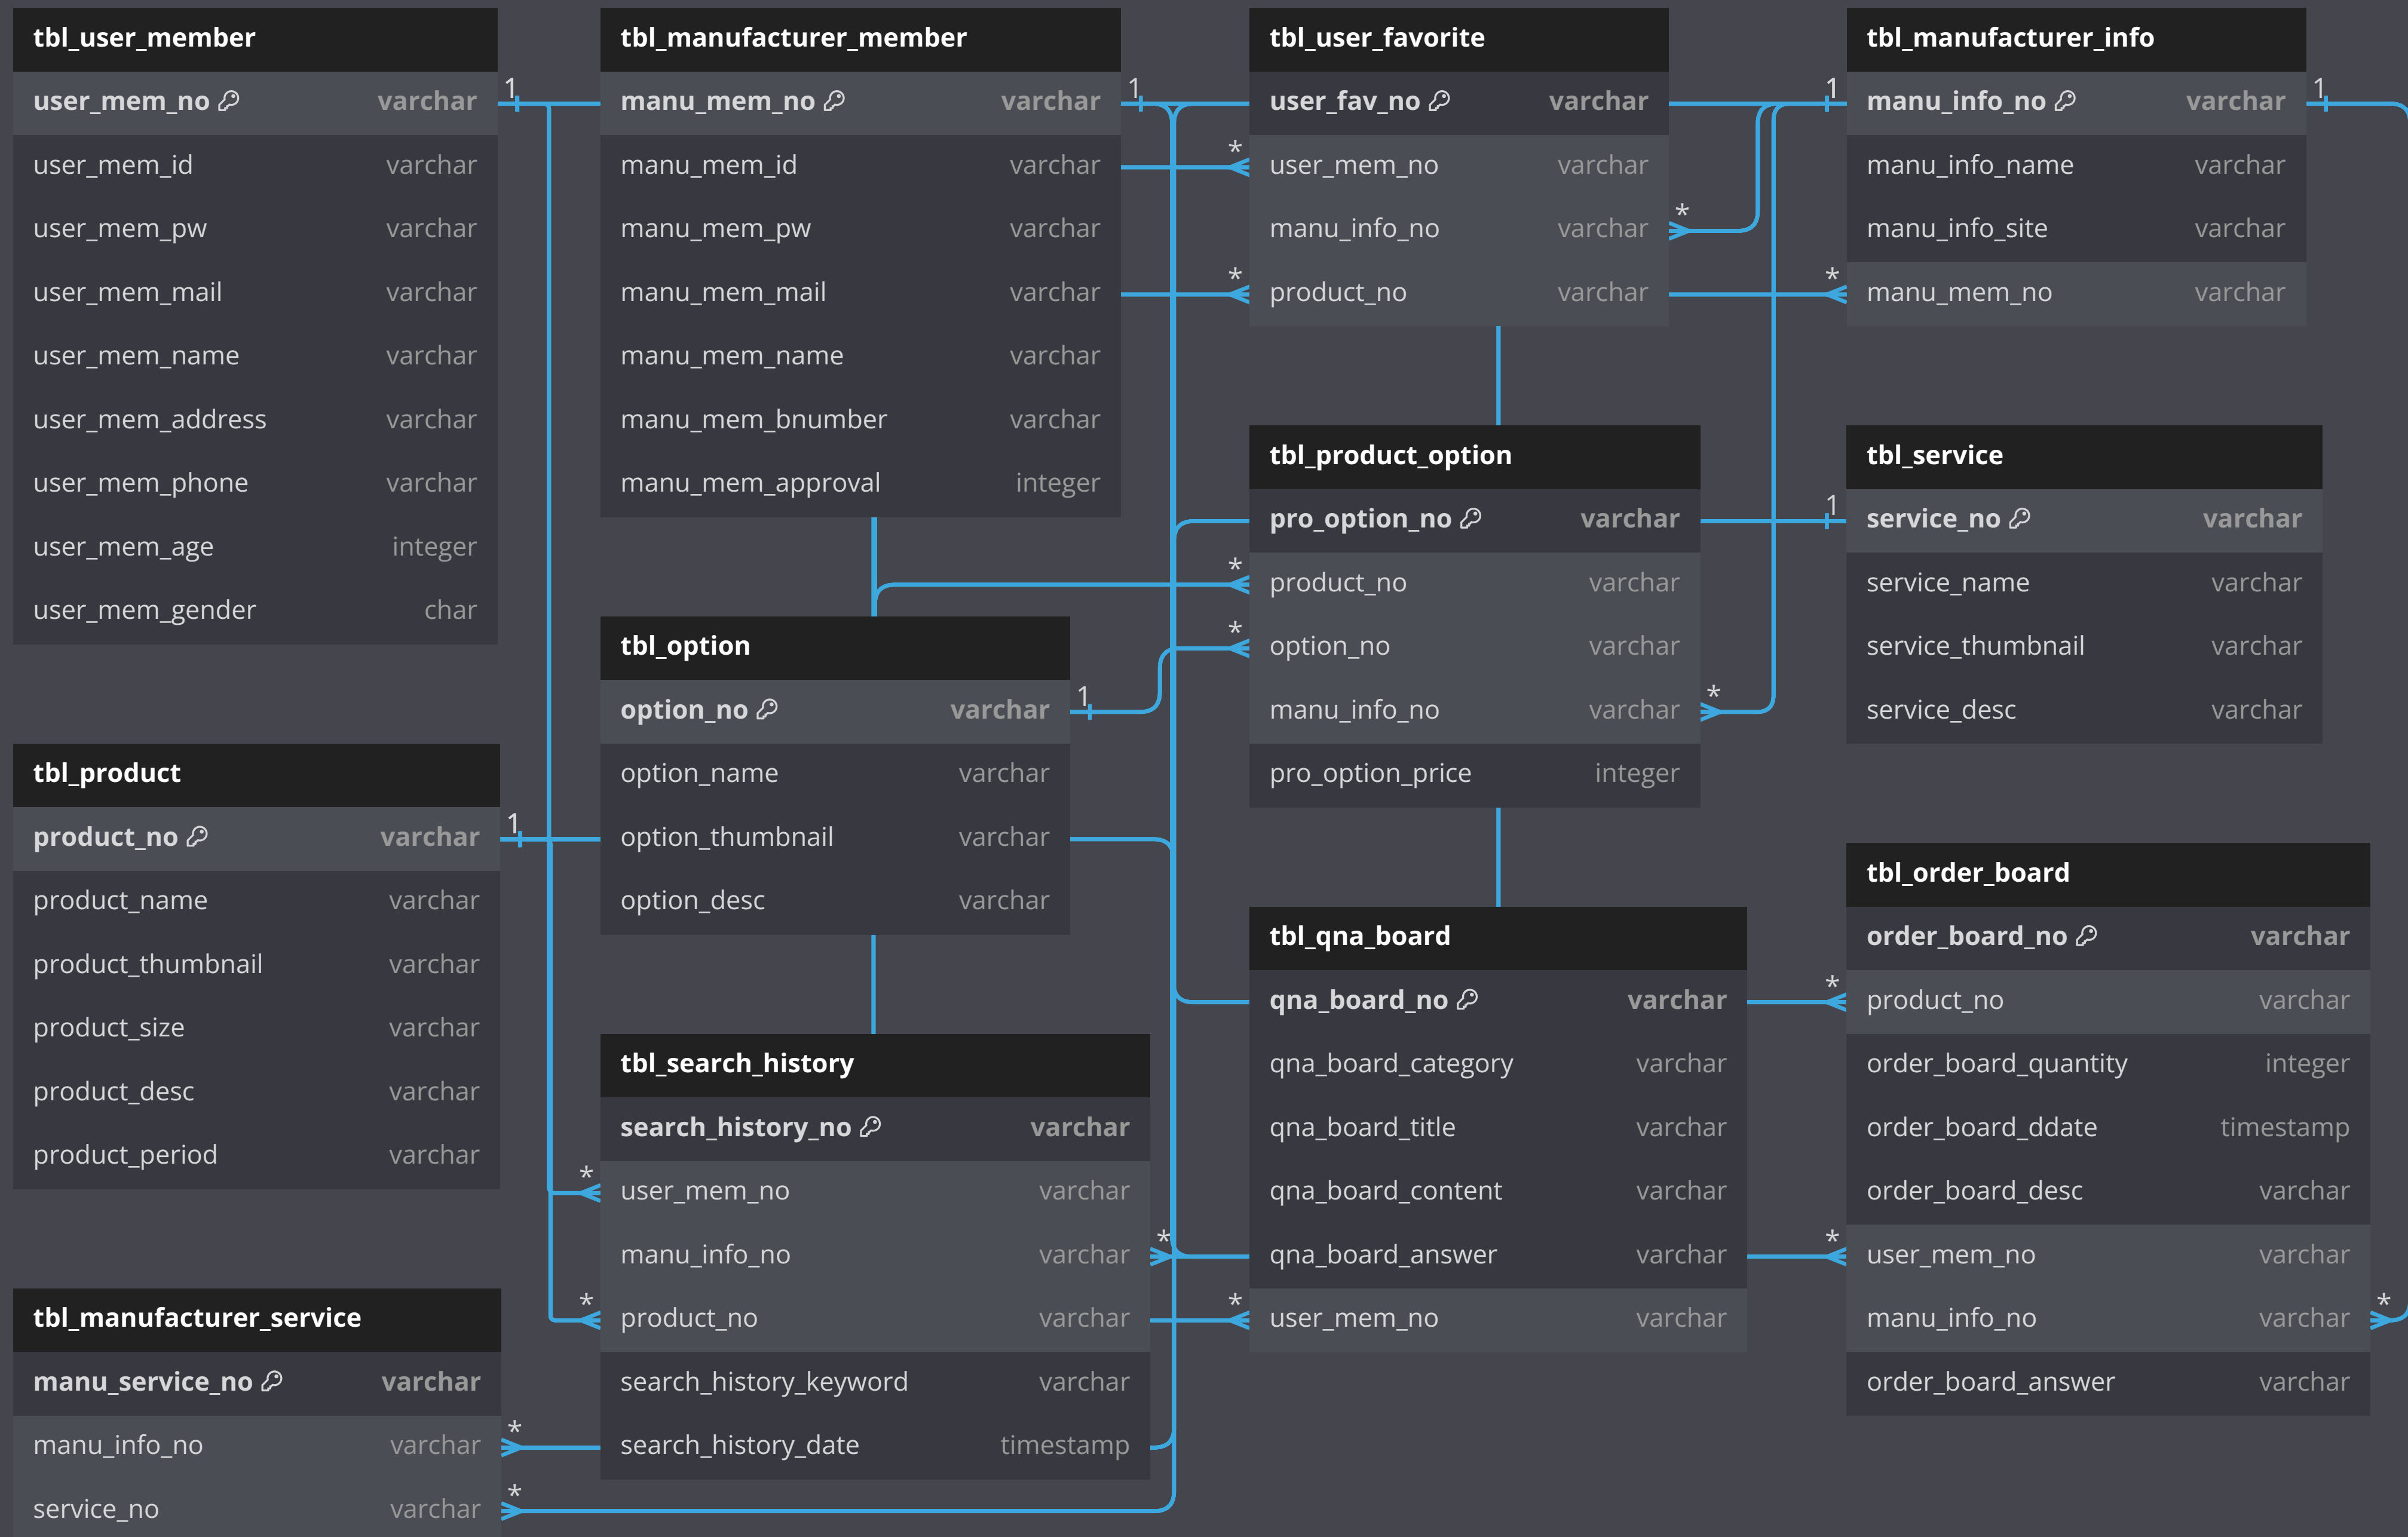 tbl_user_member
user_mem_no varchar
user_mem_id varchar
user_mem_pw varchar
user_mem_mail varchar
user_mem_name varchar
user_mem_address varchar
user_mem_phone varchar
user_mem_age integer
user_mem_gender char
1
tbl_manufacturer_member
manu_mem_no varchar
manu_mem_id varchar
manu_mem_pw varchar
manu_mem_mail varchar
manu_mem_name varchar
manu_mem_bnumber varchar
manu_mem_approval integer
1
tbl_user_favorite
user_fav_no varchar
* user_mem_no varchar
manu_info_no varchar *
* product_no varchar
tbl_manufacturer_info
1 manu_info_no varchar 1
manu_info_name varchar
manu_info_site varchar
* manu_mem_no varchar
tbl_product_option
pro_option_no varchar
* product_no varchar
* option_no varchar
manu_info_no varchar *
pro_option_price integer
tbl_service
1 service_no varchar
service_name varchar
service_thumbnail varchar
service_desc varchar
tbl_option
option_no varchar 1
option_name varchar
option_thumbnail varchar
option_desc varchar
tbl_product
product_no varchar 1
product_name varchar
product_thumbnail varchar
product_size varchar
product_desc varchar
product_period varchar
tbl_search_history
search_history_no varchar
* user_mem_no varchar
manu_info_no varchar *
* product_no varchar
search_history_keyword varchar
search_history_date timestamp
tbl_qna_board
qna_board_no varchar
qna_board_category varchar
qna_board_title varchar
qna_board_content varchar
qna_board_answer varchar
* user_mem_no varchar
tbl_order_board
order_board_no varchar
* product_no varchar
order_board_quantity integer
order_board_ddate timestamp
order_board_desc varchar
* user_mem_no varchar
manu_info_no varchar *
order_board_answer varchar
tbl_manufacturer_service
manu_service_no varchar
manu_info_no varchar *
service_no varchar *